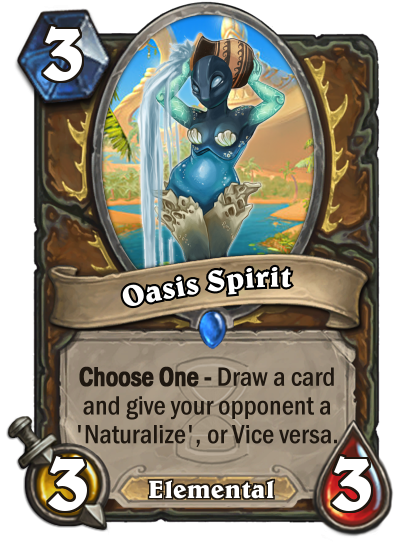 3
Oasis Spirit
Choose One - Draw a card
and give your opponent a
'Naturalize', or Vice versa.
3
Elemental
3